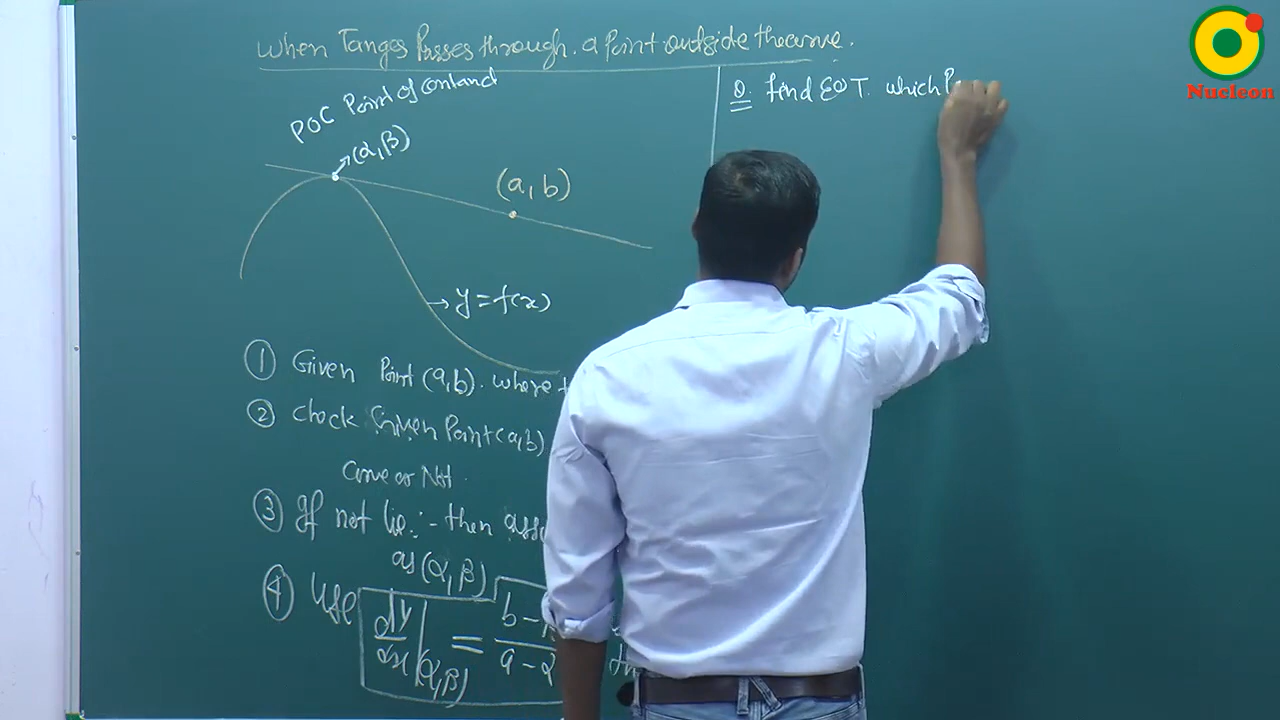 When Tanges Passes through a Point outside the curve.
POC Point of contand
(α,β)
(a,b)
y=f(x)
① Given Point (a,b). where
② Check Given Point (a,b)
Curve or Not.
③ If not lie :- then
as (α,β)
④ Use dy/dx|(α,β) = b-
a-α
Q. find EOT. which
Nucleon